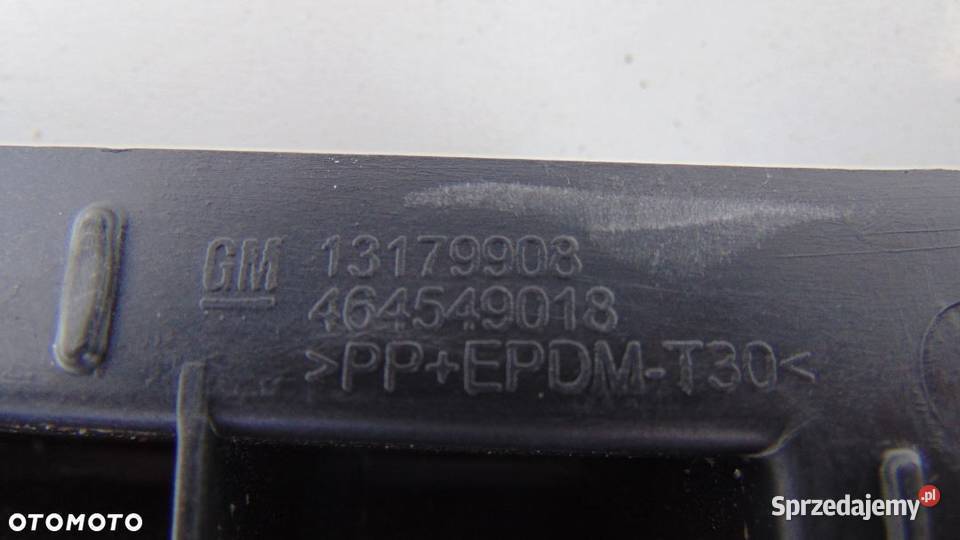 GM 13179908
464549018
>PP+EPDM-T30<
OTOMOTO
Sprzedajemy.pl